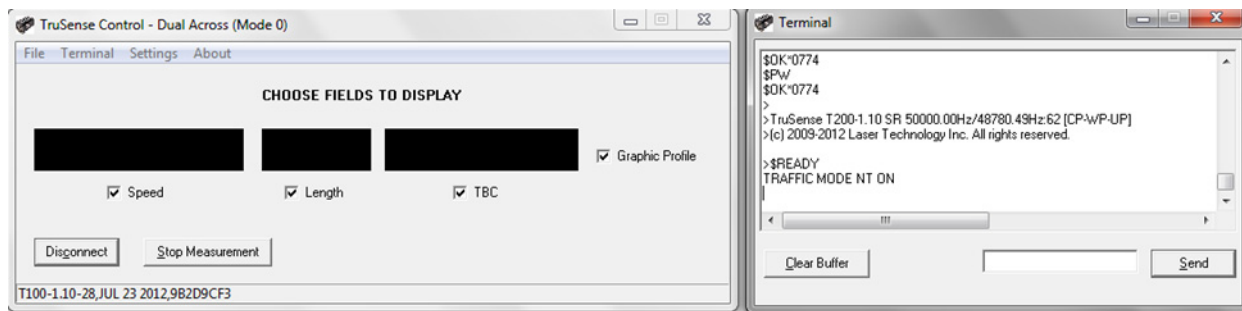 TruSense Control - Dual Across (Mode 0)
File Terminal Settings About
CHOOSE FIELDS TO DISPLAY
Graphic Profile
Speed Length TBC
Disconnect Stop Measurement
T100-1.10-28,JUL 23 2012,9B2D9CF3
Terminal
$OK*0774
$PW
$OK*0774
>
>TruSense T200-1.10 SR 50000.00Hz/48780.49Hz:62 [CP-WP-UP]
>(c) 2009-2012 Laser Technology Inc. All rights reserved.
>$READY
TRAFFIC MODE NT ON
Clear Buffer Send